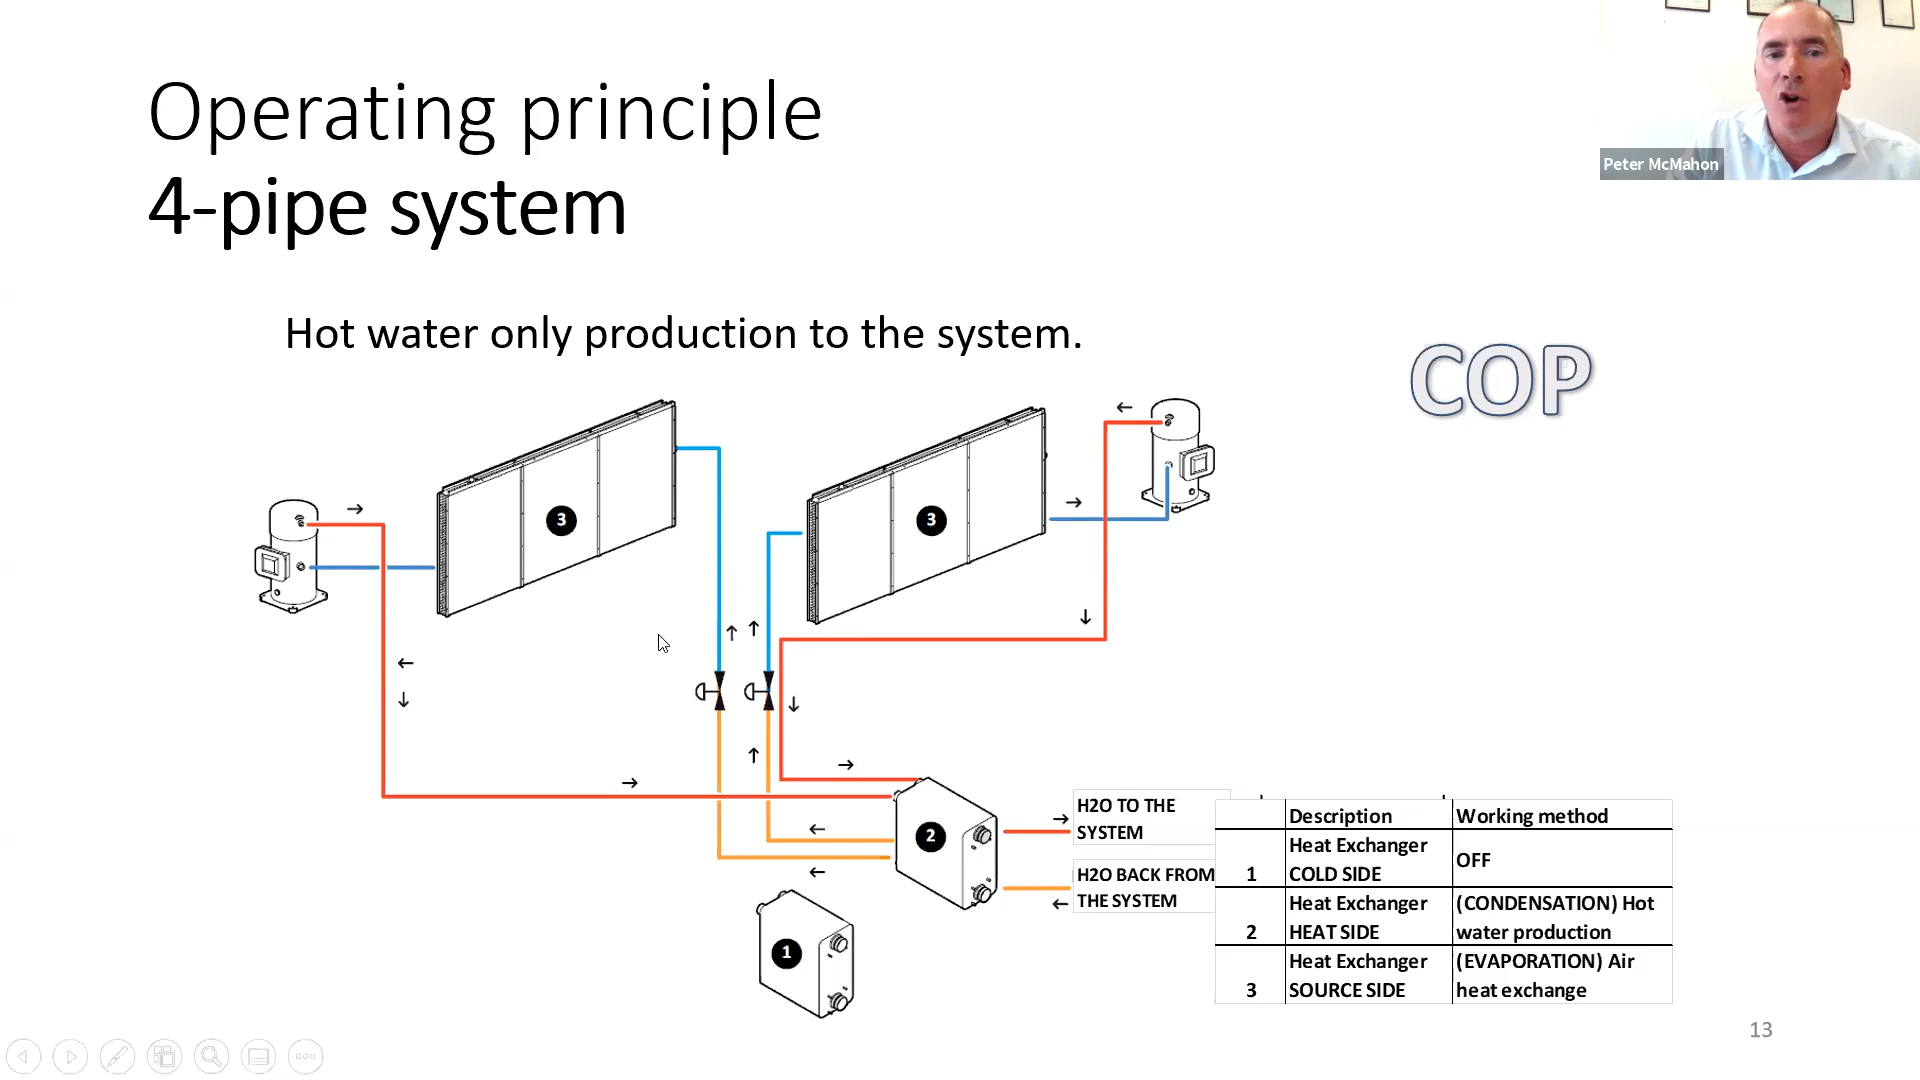 Operating principle
4-pipe system
Peter McMahon
Hot water only production to the system.
COP
3
3
2
1
H2O TO THE
SYSTEM
H2O BACK FROM
THE SYSTEM
Description Working method
1 Heat Exchanger
COLD SIDE OFF
2 Heat Exchanger
HEAT SIDE (CONDENSATION) Hot
water production
3 Heat Exchanger
SOURCE SIDE (EVAPORATION) Air
heat exchange
13